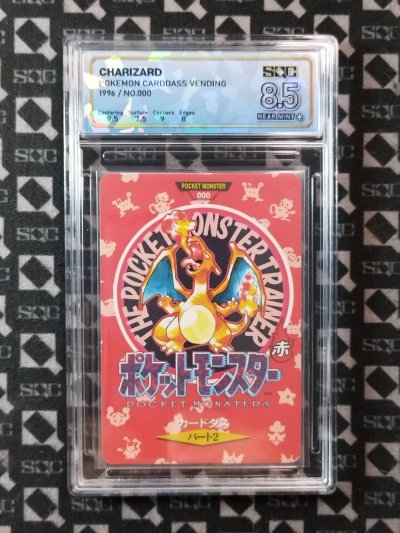 CHARIZARD
POKEMON CARDDASS VENDING
1996 / NO.000
SQC
8.5
NEAR MINT+
Centering Surface Corners Edges
9.5 7.5 9 8
POCKET MONSTER
000
THE POCKET MONSTER TRAINER
赤
ポケットモンスター
POCKET MONSTERS
カードダス
パート2
SQC